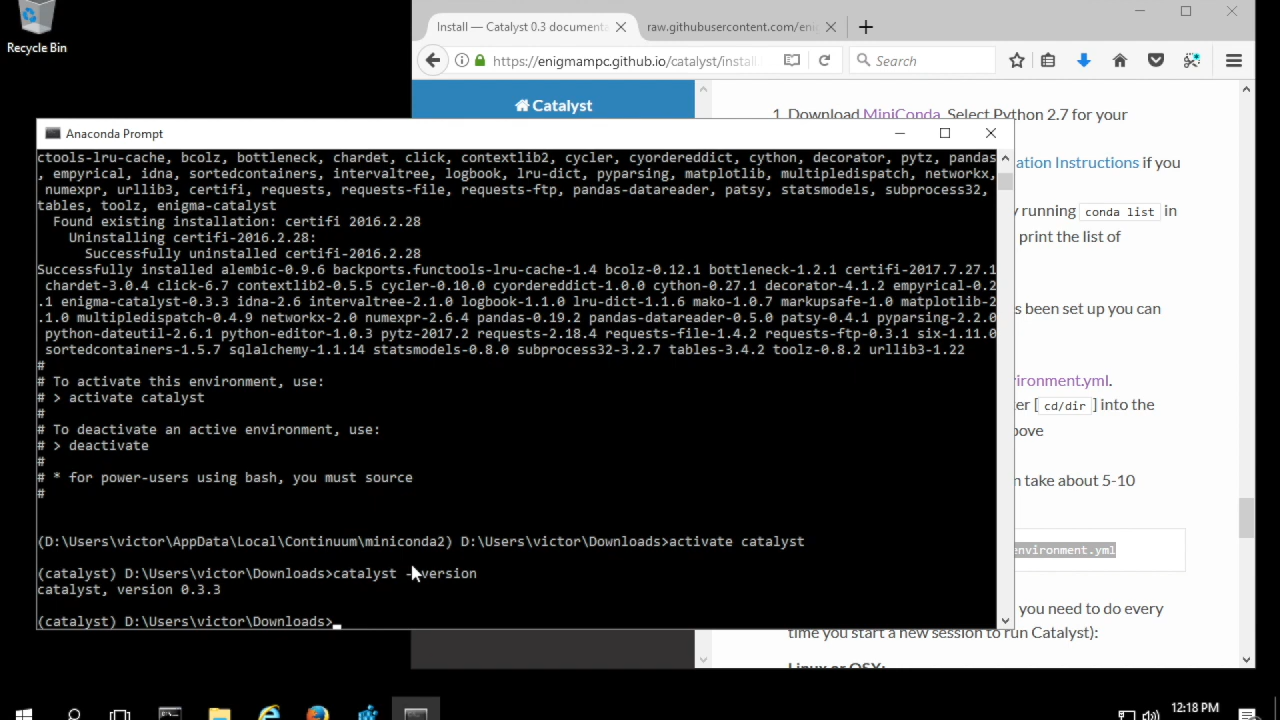 Recycle Bin
Install — Catalyst 0.3 documenta
raw.githubusercontent.com/eni
https://enigmampc.github.io/catalyst/install.
Search
Catalyst
1. Download MiniConda. Select Python 2.7 for your
ation Instructions if you
y running conda list in
print the list of
s been set up you can
ironment.yml.
ter [ cd/dir ] into the
bove
n take about 5-10
environment.yml
you need to do every
time you start a new session to run Catalyst):
Linux or OSX:
Anaconda Prompt
ctools-lru-cache, bcolz, bottleneck, chardet, click, contextlib2, cycler, cyordereddict, cython, decorator, pytz, pandas
, empyrical, idna, sortedcontainers, intervaltree, logbook, lru-dict, pyparsing, matplotlib, multipledispatch, networkx,
numexpr, urllib3, certifi, requests, requests-file, requests-ftp, pandas-datareader, patsy, statsmodels, subprocess32,
tables, toolz, enigma-catalyst
Found existing installation: certifi 2016.2.28
Uninstalling certifi-2016.2.28:
Successfully uninstalled certifi-2016.2.28
Successfully installed alembic-0.9.6 backports.functools-lru-cache-1.4 bcolz-0.12.1 bottleneck-1.2.1 certifi-2017.7.27.1
chardet-3.0.4 click-6.7 contextlib2-0.5.5 cycler-0.10.0 cyordereddict-1.0.0 cython-0.27.1 decorator-4.1.2 empyrical-0.2
.1 enigma-catalyst-0.3.3 idna-2.6 intervaltree-2.1.0 logbook-1.1.0 lru-dict-1.1.6 mako-1.0.7 markupsafe-1.0 matplotlib-2
.1.0 multipledispatch-0.4.9 networkx-2.0 numexpr-2.6.4 pandas-0.19.2 pandas-datareader-0.5.0 patsy-0.4.1 pyparsing-2.2.0
python-dateutil-2.6.1 python-editor-1.0.3 pytz-2017.2 requests-2.18.4 requests-file-1.4.2 requests-ftp-0.3.1 six-1.11.0
sortedcontainers-1.5.7 sqlalchemy-1.1.14 statsmodels-0.8.0 subprocess32-3.2.7 tables-3.4.2 toolz-0.8.2 urllib3-1.22
#
# To activate this environment, use:
# > activate catalyst
#
# To deactivate an active environment, use:
# > deactivate
#
# * for power-users using bash, you must source
#
(D:\Users\victor\AppData\Local\Continuum\miniconda2) D:\Users\victor\Downloads>activate catalyst
(catalyst) D:\Users\victor\Downloads>catalyst --version
catalyst, version 0.3.3
(catalyst) D:\Users\victor\Downloads>
12:18 PM